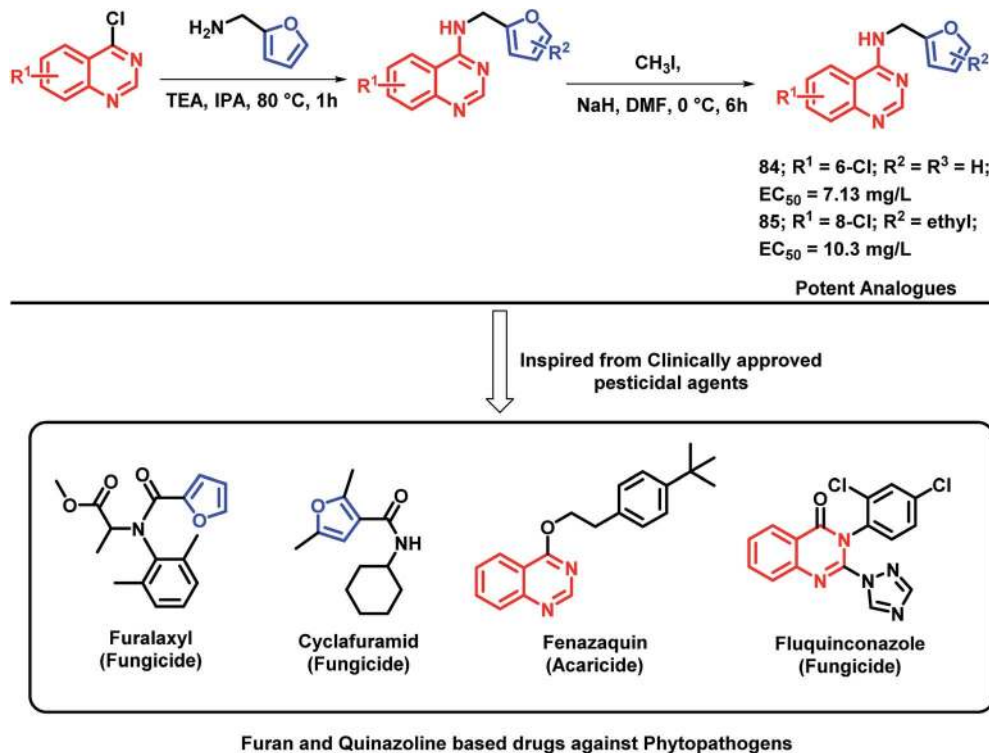 Cl
N
N
R¹
H₂N
O
TEA, IPA, 80 °C, 1h
HN
O
R²
N
N
R¹
CH₃I,
NaH, DMF, 0 °C, 6h
HN
O
R²
N
N
R¹
84; R¹ = 6-Cl; R² = R³ = H;
EC₅₀ = 7.13 mg/L
85; R¹ = 8-Cl; R² = ethyl;
EC₅₀ = 10.3 mg/L
Potent Analogues
Inspired from Clinically approved
pesticidal agents
O
O
O
N
O
Furalaxyl
(Fungicide)
O
O
N
H
Cyclafuramid
(Fungicide)
O
N
N
Fenazaquin
(Acaricide)
Cl
Cl
O
N
N
N
N
N
Fluquinconazole
(Fungicide)
Furan and Quinazoline based drugs against Phytopathogens